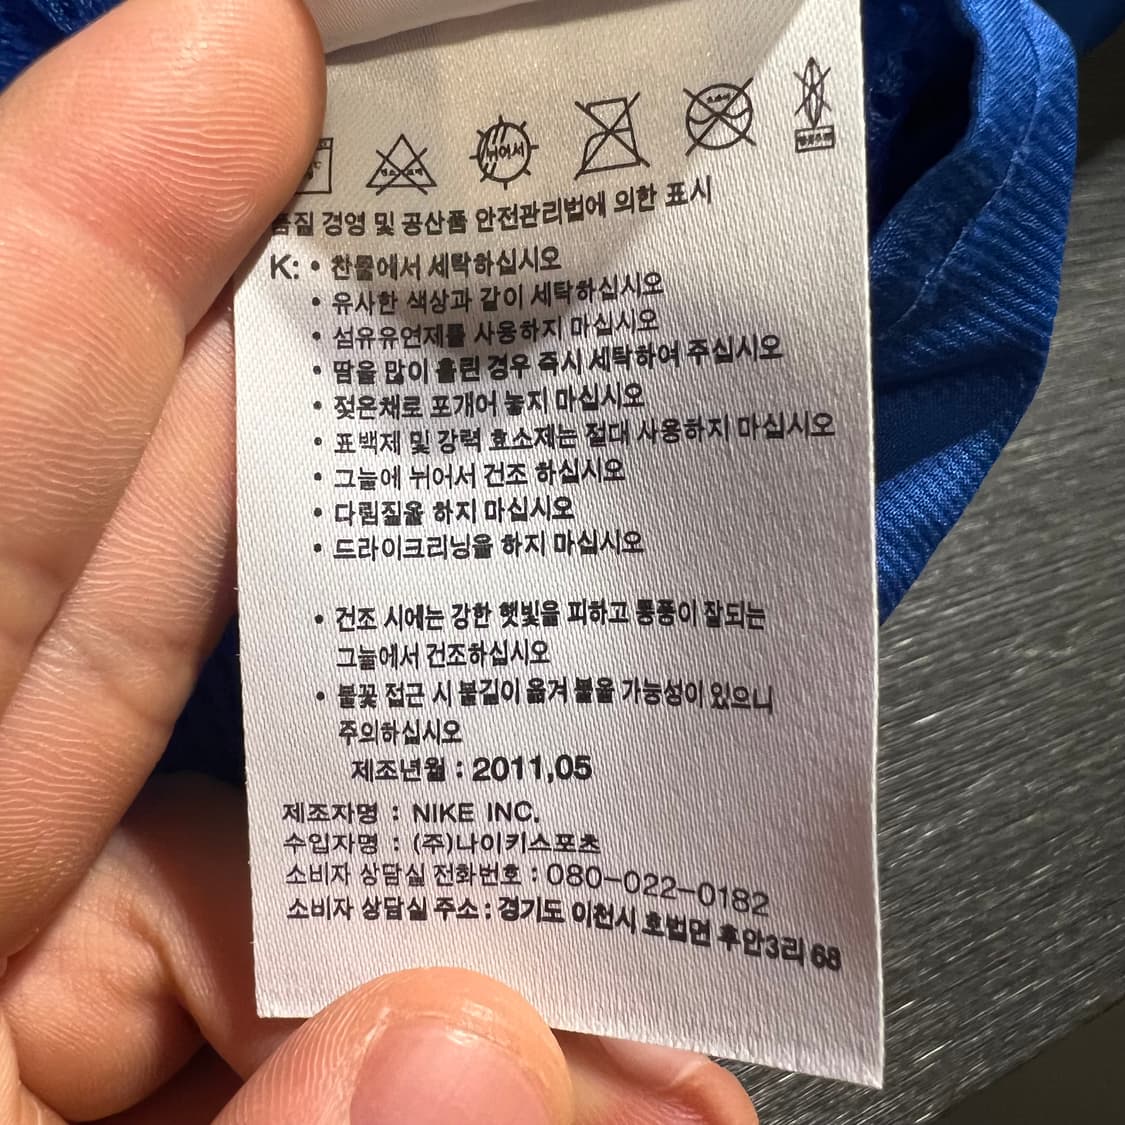 뉘어서
품질 경영 및 공산품 안전관리법에 의한 표시
K: • 찬물에서 세탁하십시오
• 유사한 색상과 같이 세탁하십시오
• 섬유유연제를 사용하지 마십시오
• 땀을 많이 흘린 경우 즉시 세탁하여 주십시오
• 젖은채로 포개어 놓지 마십시오
• 표백제 및 강력 효소제는 절대 사용하지 마십시오
• 그늘에 뉘어서 건조 하십시오
• 다림질을 하지 마십시오
• 드라이크리닝을 하지 마십시오
• 건조 시에는 강한 햇빛을 피하고 통풍이 잘되는
그늘에서 건조하십시오
• 불꽃 접근 시 불길이 옮겨 붙을 가능성이 있으니
주의하십시오
제조년월 : 2011,05
제조자명 : NIKE INC.
수입자명 : (주)나이키스포츠
소비자 상담실 전화번호 : 080-022-0182
소비자 상담실 주소 : 경기도 이천시 호법면 후안3리 68